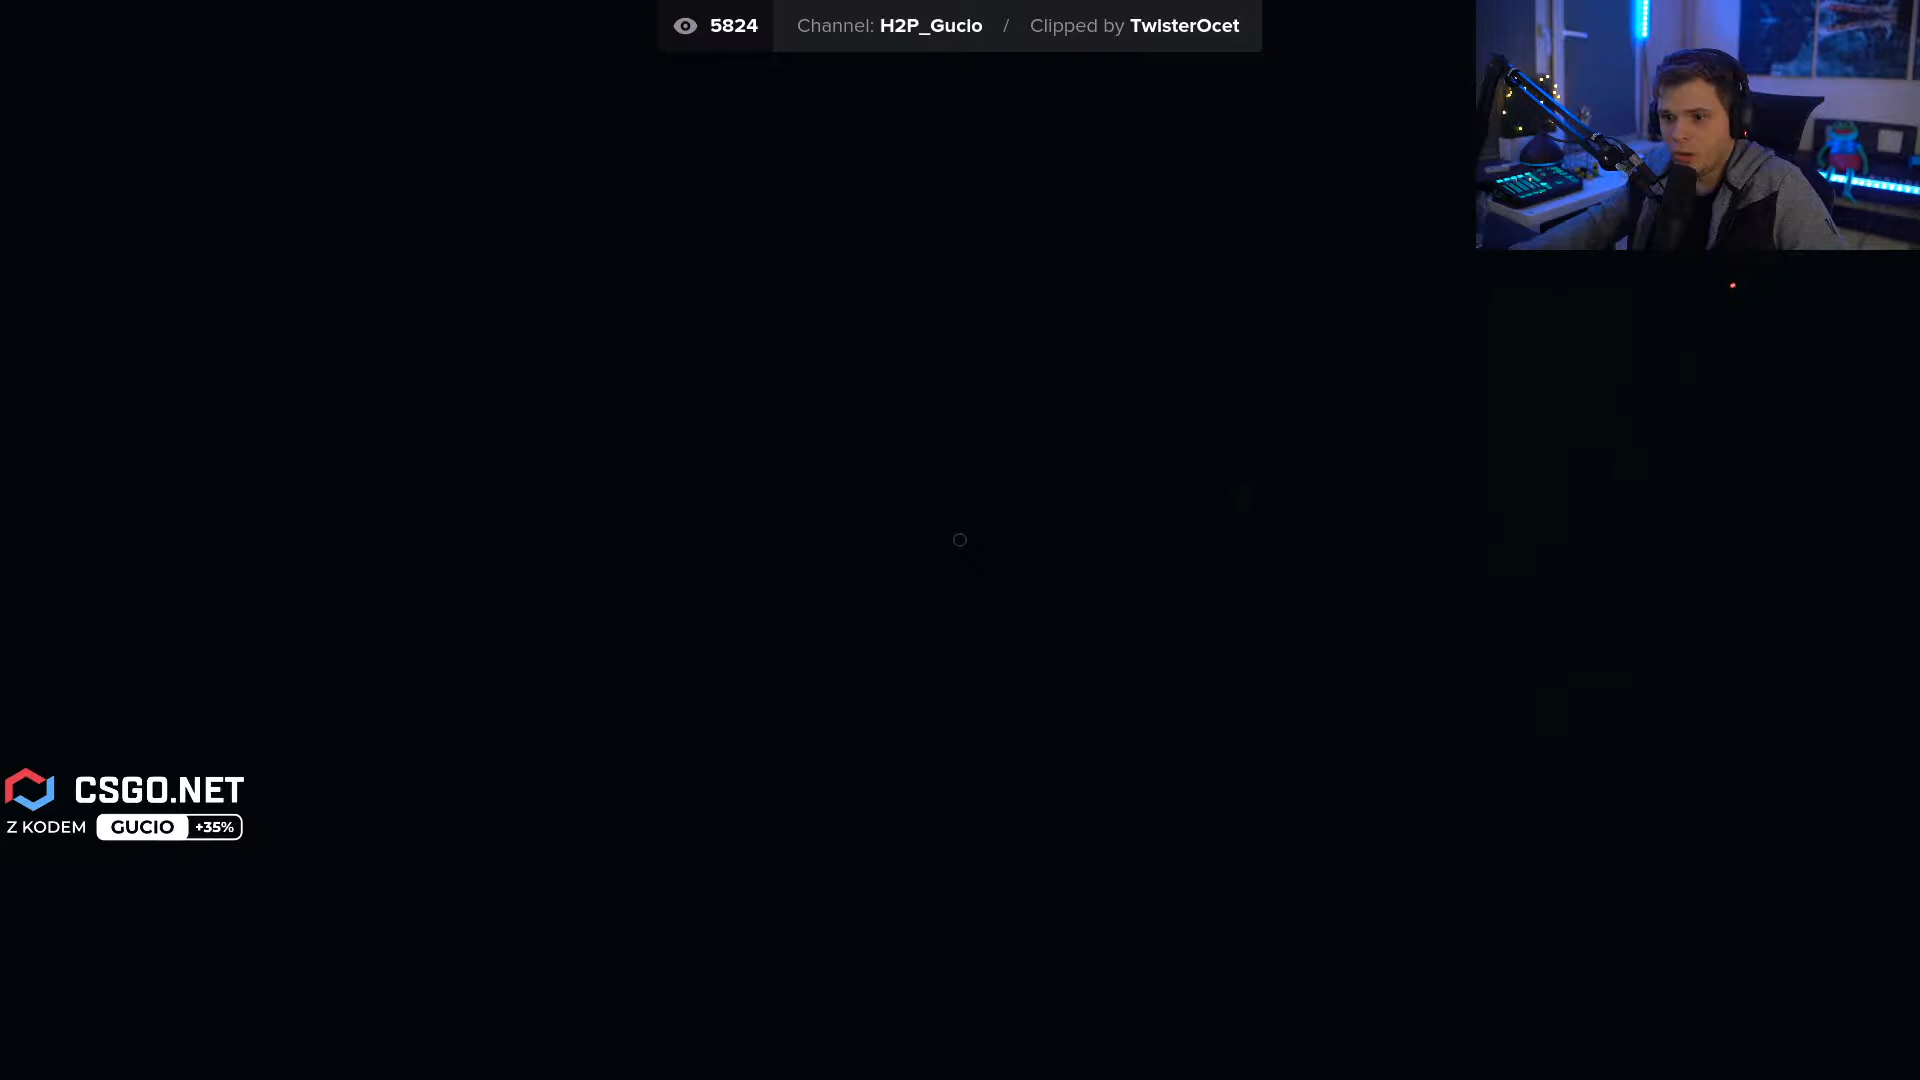 5824 Channel: H2P_Gucio / Clipped by TwisterOcet
CSGO.NET
Z KODEM GUCIO +35%